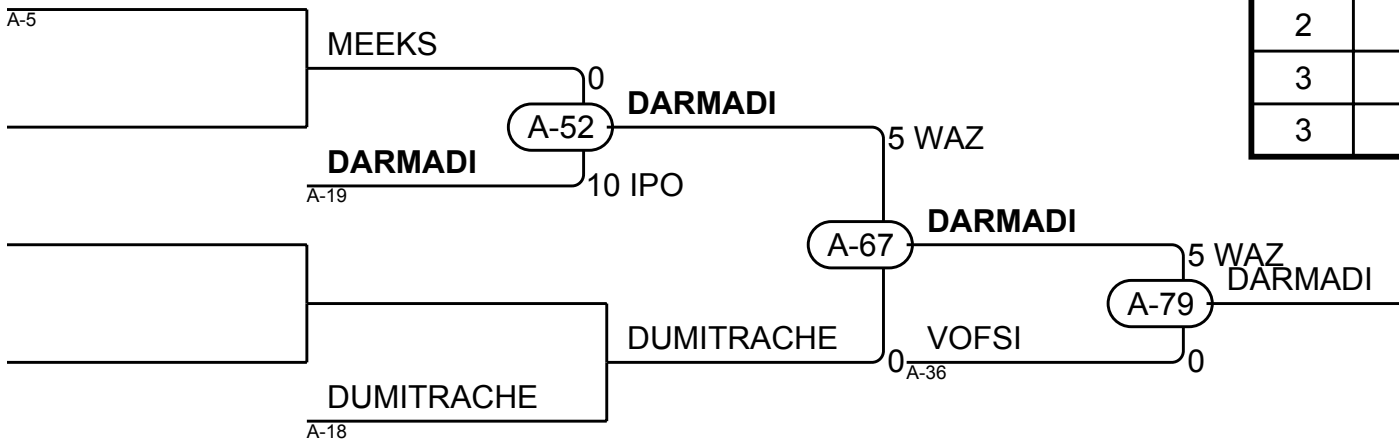 A-5
2
MEEKS
3
0
DARMADI
A-52
3
5 WAZ
DARMADI
10 IPO
A-19
DARMADI
A-67
5 WAZ
DARMADI
A-79
DUMITRACHE
VOFSI
0
A-36
0
DUMITRACHE
A-18